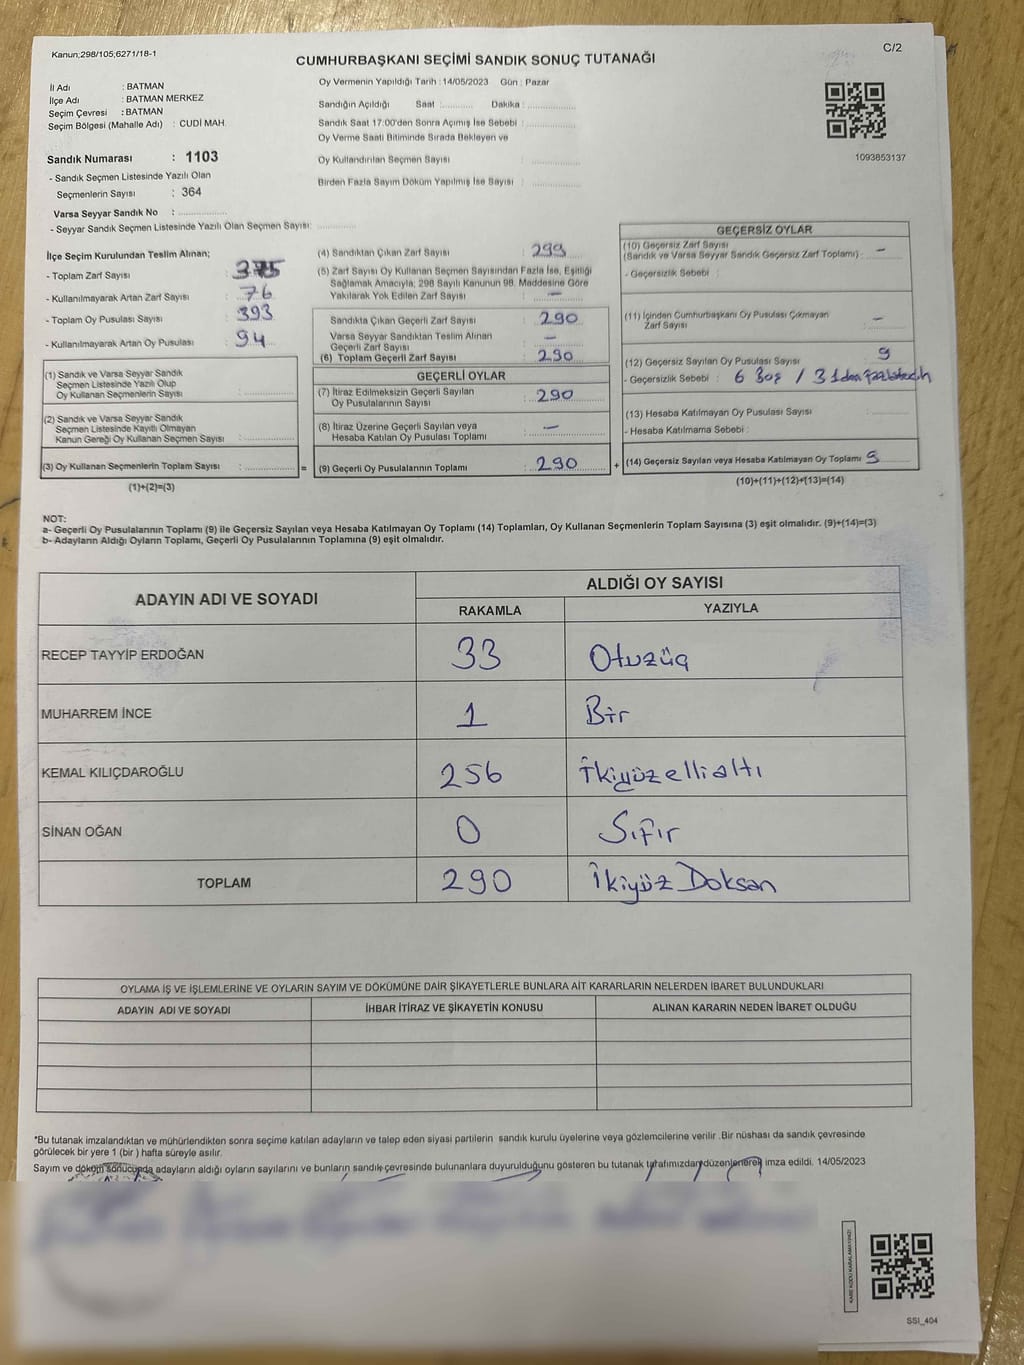 Kanun;298/105;6271/18-1
C/2
CUMHURBAŞKANI SEÇİMİ SANDIK SONUÇ TUTANAĞI
Oy Vermenin Yapıldığı Tarih : 14/05/2023 Gün : Pazar
İl Adı : BATMAN
İlçe Adı : BATMAN MERKEZ
Seçim Çevresi : BATMAN
Seçim Bölgesi (Mahalle Adı) : CUDİ MAH.
Sandık Numarası : 1103
- Sandık Seçmen Listesinde Yazılı Olan
Seçmenlerin Sayısı : 364
Varsa Seyyar Sandık No :
- Seyyar Sandık Seçmen Listesinde Yazılı Olan Seçmen Sayısı:
Sandığın Açıldığı Saat : Dakika :
Sandık Saat 17:00'den Sonra Açımış İse Sebebi :
Oy Verme Saati Bitiminde Sırada Bekleyen ve
Oy Kullandırılan Seçmen Sayısı :
Birden Fazla Sayım Döküm Yapılmış İse Sayısı :
1093853137
İlçe Seçim Kurulundan Teslim Alınan;
- Toplam Zarf Sayısı : 375
- Kullanılmayarak Artan Zarf Sayısı : 76
- Toplam Oy Pusulası Sayısı : 393
- Kullanılmayarak Artan Oy Pusulası : 94
(1) Sandık ve Varsa Seyyar Sandık
Seçmen Listesinde Yazılı Olup
Oy Kullanan Seçmenlerin Sayısı :
(2) Sandık ve Varsa Seyyar Sandık
Seçmen Listesinde Kayıtlı Olmayan
Kanun Gereği Oy Kullanan Seçmen Sayısı :
(3) Oy Kullanan Seçmenlerin Toplam Sayısı : =
(1)+(2)=(3)
(4) Sandıktan Çıkan Zarf Sayısı : 299
(5) Zarf Sayısı Oy Kullanan Seçmen Sayısından Fazla İse, Eşitliği
Sağlamak Amacıyla; 298 Sayılı Kanunun 98. Maddesine Göre
Yakılarak Yok Edilen Zarf Sayısı : —
Sandıkta Çıkan Geçerli Zarf Sayısı : 290
Varsa Seyyar Sandıktan Teslim Alınan
Geçerli Zarf Sayısı : —
(6) Toplam Geçerli Zarf Sayısı : 290
GEÇERLİ OYLAR
(7) İtiraz Edilmeksizin Geçerli Sayılan
Oy Pusulalarının Sayısı : 290
(8) İtiraz Üzerine Geçerli Sayılan veya
Hesaba Katılan Oy Pusulası Toplamı : —
(9) Geçerli Oy Pusulalarının Toplamı : 290 +
GEÇERSİZ OYLAR
(10) Geçersiz Zarf Sayısı
(Sandık ve Varsa Seyyar Sandık Geçersiz Zarf Toplamı) : —
- Geçersizlik Sebebi :
(11) İçinden Cumhurbaşkanı Oy Pusulası Çıkmayan
Zarf Sayısı : —
(12) Geçersiz Sayılan Oy Pusulası Sayısı : 9
- Geçersizlik Sebebi : 6 Boş / 3 1den
(13) Hesaba Katılmayan Oy Pusulası Sayısı :
- Hesaba Katılmama Sebebi :
(14) Geçersiz Sayılan veya Hesaba Katılmayan Oy Toplamı : 9
(10)+(11)+(12)+(13)=(14)
NOT:
a- Geçerli Oy Pusulalarının Toplamı (9) ile Geçersiz Sayılan veya Hesaba Katılmayan Oy Toplamı (14) Toplamları, Oy Kullanan Seçmenlerin Toplam Sayısına (3) eşit olmalıdır. (9)+(14)=(3)
b- Adayların Aldığı Oyların Toplamı, Geçerli Oy Pusulalarının Toplamına (9) eşit olmalıdır.
ADAYIN ADI VE SOYADI
ALDIĞI OY SAYISI
RAKAMLA YAZIYLA
RECEP TAYYİP ERDOĞAN 33 Otuzüç
MUHARREM İNCE 1 Bir
KEMAL KILIÇDAROĞLU 256 İkiyüzellialtı
SİNAN OĞAN 0 Sıfır
TOPLAM 290 İkiyüz Doksan
OYLAMA İŞ VE İŞLEMLERİNE VE OYLARIN SAYIM VE DÖKÜMÜNE DAİR ŞİKAYETLERLE BUNLARA AİT KARARLARIN NELERDEN İBARET BULUNDUKLARI
ADAYIN ADI VE SOYADI İHBAR İTİRAZ VE ŞİKAYETİN KONUSU ALINAN KARARIN NEDEN İBARET OLDUĞU
*Bu tutanak imzalandıktan ve mühürlendikten sonra seçime katılan adayların ve talep eden siyasi partilerin sandık kurulu üyelerine veya gözlemcilerine verilir .Bir nüshası da sandık çevresinde
görülecek bir yere 1 (bir ) hafta süreyle asılır.
Sayım ve döküm sonucunda adayların aldığı oyların sayılarını ve bunların sandık çevresinde bulunanlara duyurulduğunu gösteren bu tutanak tarafımızdan düzenlenerek imza edildi. 14/05/2023
KARE KODU KARALAMAYINIZ!
SSI_404